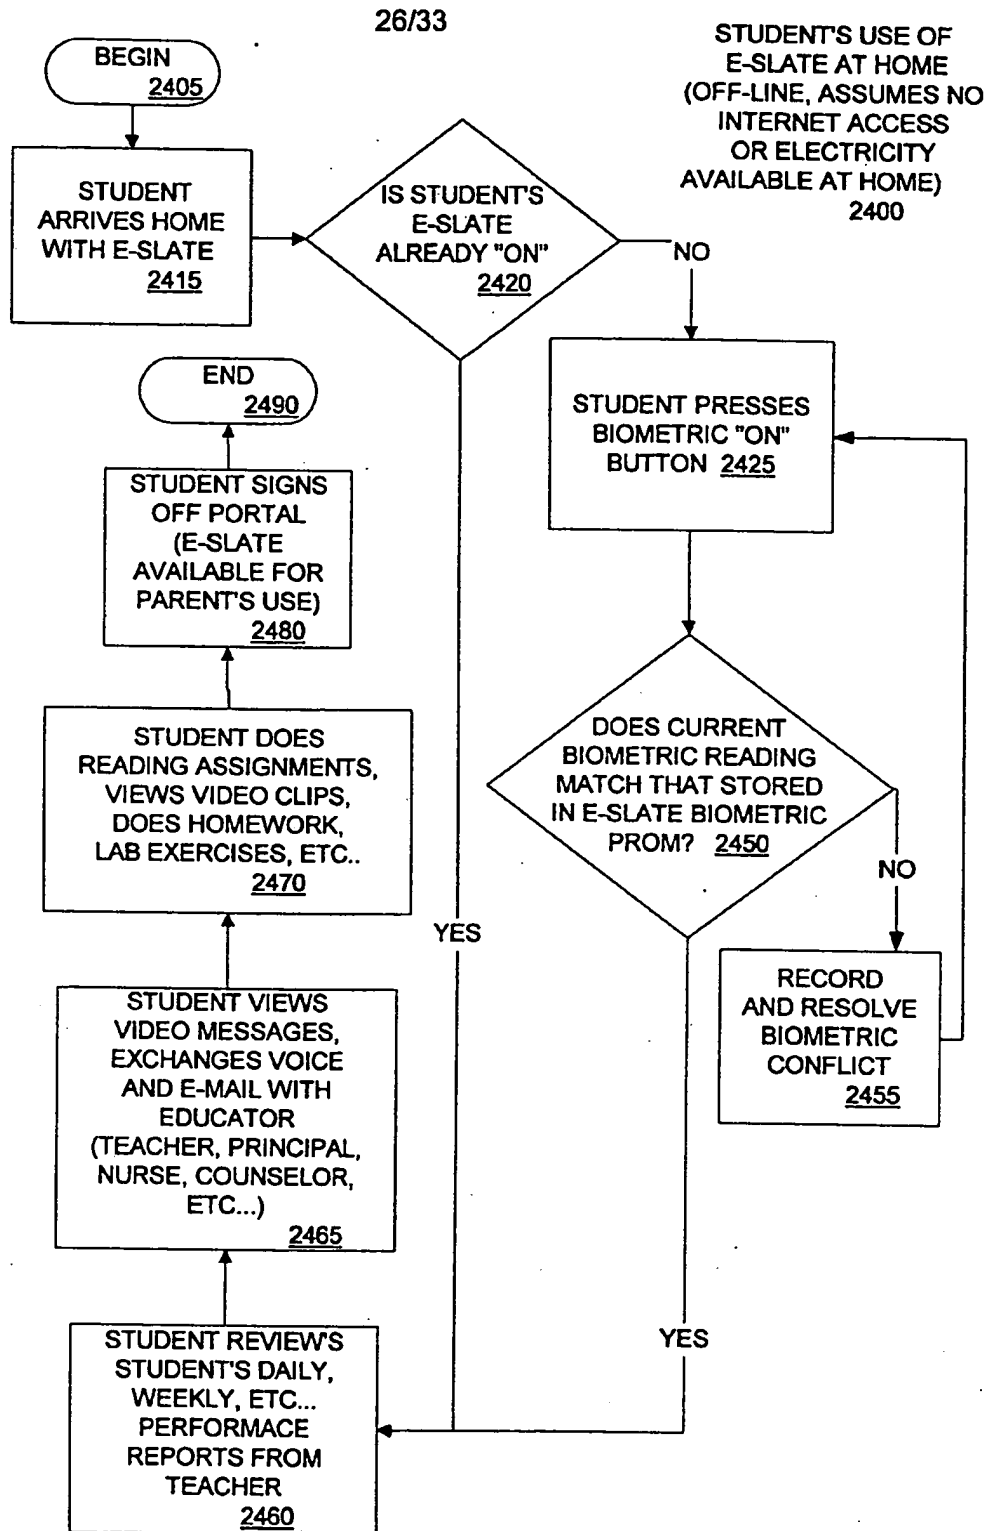 26/33
STUDENT'S USE OF
E-SLATE AT HOME
(OFF-LINE, ASSUMES NO
INTERNET ACCESS
OR ELECTRICITY
AVAILABLE AT HOME)
2400
BEGIN
2405
STUDENT
ARRIVES HOME
WITH E-SLATE
2415
IS STUDENT'S
E-SLATE
ALREADY "ON"
2420
NO
STUDENT PRESSES
BIOMETRIC "ON"
BUTTON 2425
DOES CURRENT
BIOMETRIC READING
MATCH THAT STORED
IN E-SLATE BIOMETRIC
PROM? 2450
NO
RECORD
AND RESOLVE
BIOMETRIC
CONFLICT
2455
YES
YES
STUDENT REVIEW'S
STUDENT'S DAILY,
WEEKLY, ETC...
PERFORMACE
REPORTS FROM
TEACHER
2460
STUDENT VIEWS
VIDEO MESSAGES,
EXCHANGES VOICE
AND E-MAIL WITH
EDUCATOR
(TEACHER, PRINCIPAL,
NURSE, COUNSELOR,
ETC...)
2465
STUDENT DOES
READING ASSIGNMENTS,
VIEWS VIDEO CLIPS,
DOES HOMEWORK,
LAB EXERCISES, ETC..
2470
STUDENT SIGNS
OFF PORTAL
(E-SLATE
AVAILABLE FOR
PARENT'S USE)
2480
END
2490